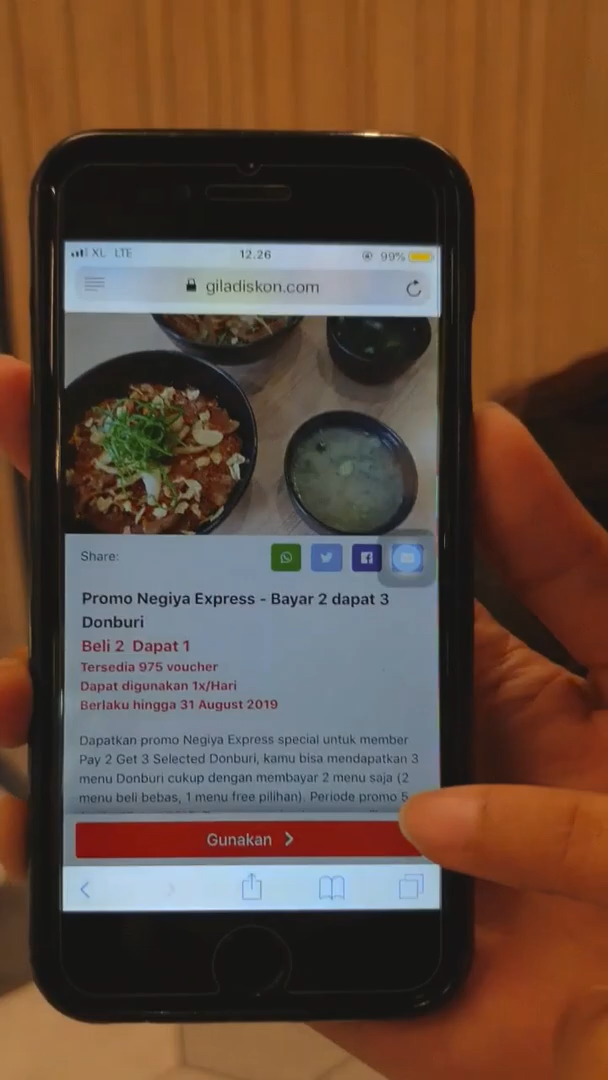 XL LTE 12.26 99%
giladiskon.com
Share:
Promo Negiya Express - Bayar 2 dapat 3
Donburi
Beli 2 Dapat 1
Tersedia 975 voucher
Dapat digunakan 1x/Hari
Berlaku hingga 31 August 2019
Dapatkan promo Negiya Express special untuk member
Pay 2 Get 3 Selected Donburi, kamu bisa mendapatkan 3
menu Donburi cukup dengan membayar 2 menu saja (2
menu beli bebas, 1 menu free pilihan). Periode promo 5
Gunakan